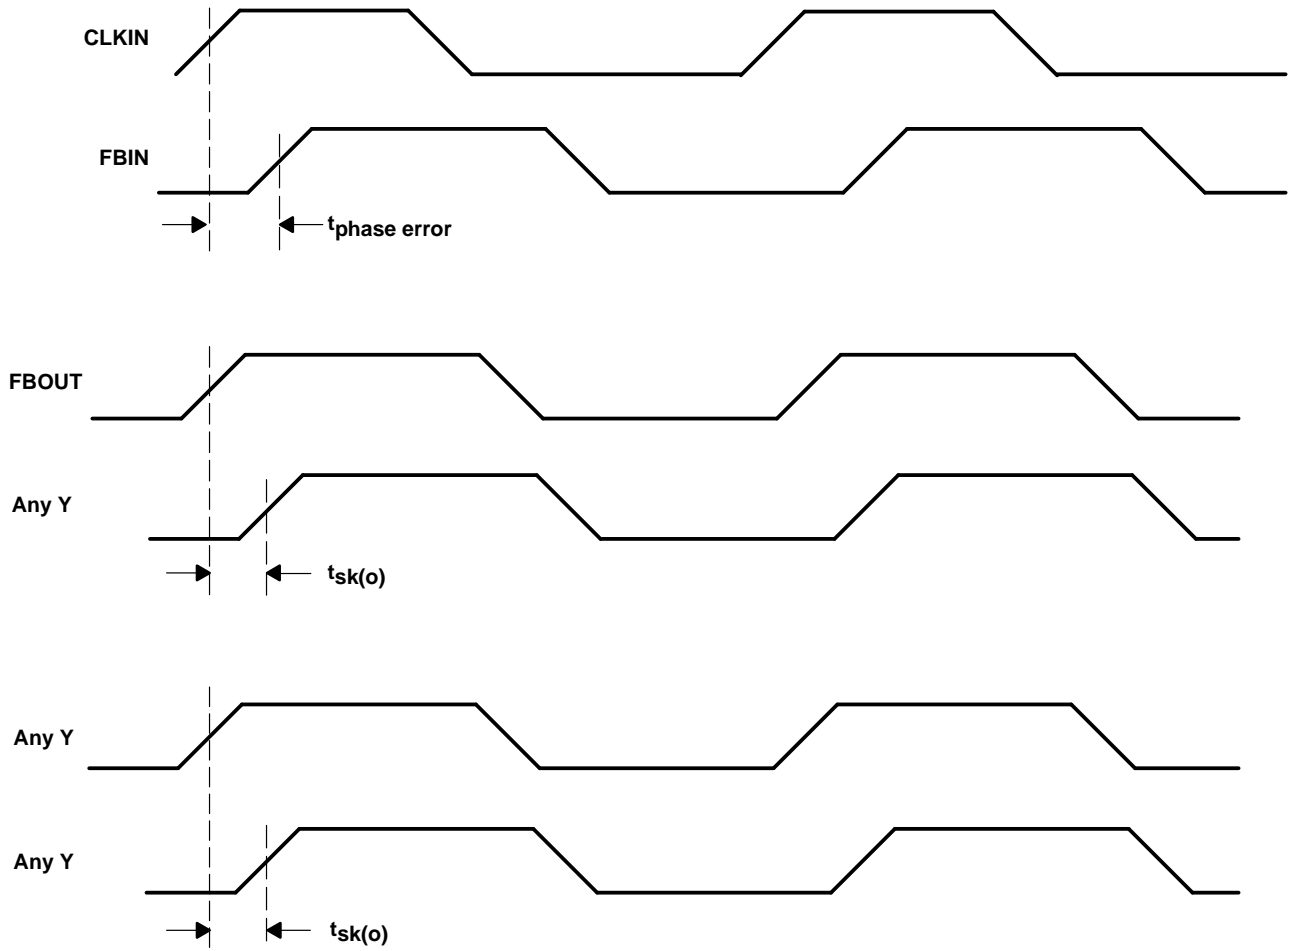 CLKIN
FBIN
tphase error
FBOUT
Any Y
tsk(o)
Any Y
Any Y
tsk(o)